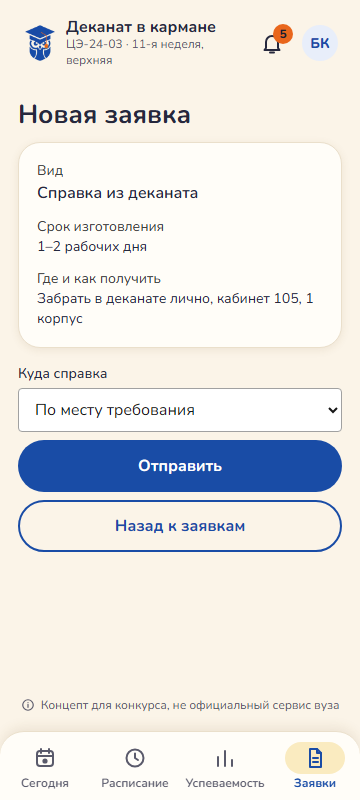 Деканат в кармане
ЦЭ-24-03 · 11-я неделя,
верхняя
5
БК
Новая заявка
Вид
Справка из деканата
Срок изготовления
1–2 рабочих дня
Где и как получить
Забрать в деканате лично, кабинет 105, 1
корпус
Куда справка
По месту требования
Отправить
Назад к заявкам
Концепт для конкурса, не официальный сервис вуза
Сегодня
Расписание
Успеваемость
Заявки